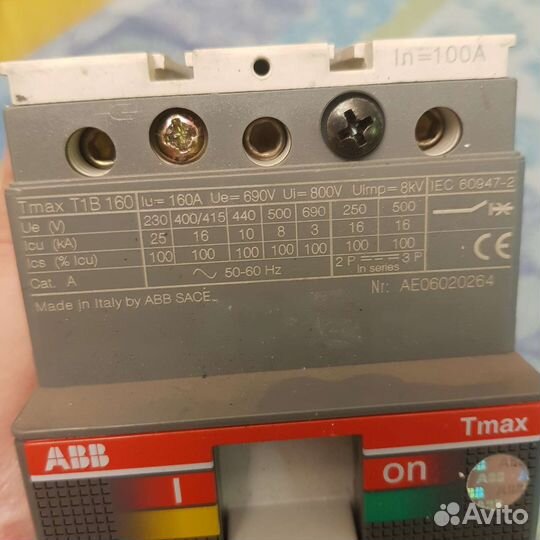 In=100A
Tmax T1B 160 Iu= 160A Ue= 690V Ui= 800V Uimp= 8kV IEC 60947-2
Ue (V) 230 400/415 440 500 690 250 500
Icu (kA) 25 16 10 8 3 16 16
Ics (% Icu) 100 100 100 100 100 100 100
Cat. A ~ 50-60 Hz 2 P 3 P
in series
CE
Made in Italy by ABB SACE
Nr: AE06020264
ABB Tmax
I on
ABB
Avito